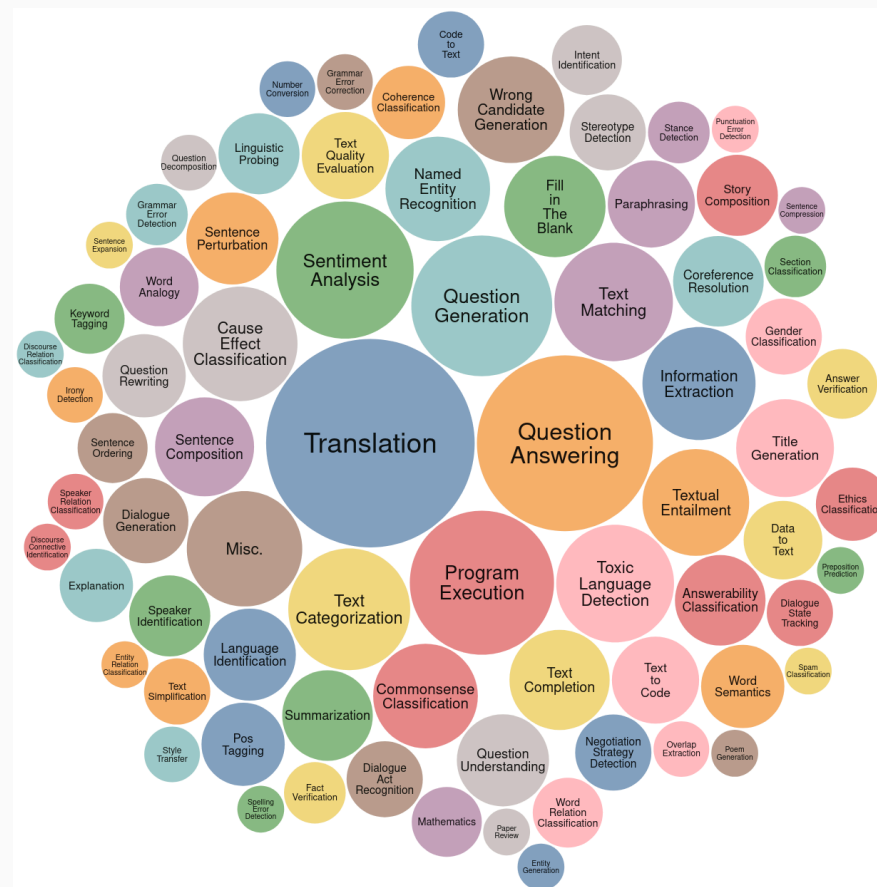 Code
to
Text
Intent
Identification
Number
Conversion
Grammar
Error
Correction
Coherence
Classification
Wrong
Candidate
Generation
Stereotype
Detection
Stance
Detection
Punctuation
Error
Detection
Question
Decomposition
Linguistic
Probing
Text
Quality
Evaluation
Named
Entity
Recognition
Fill
in
The
Blank
Paraphrasing
Story
Composition
Sentence
Compression
Grammar
Error
Detection
Sentence
Expansion
Sentence
Perturbation
Sentiment
Analysis
Question
Generation
Text
Matching
Coreference
Resolution
Section
Classification
Word
Analogy
Keyword
Tagging
Cause
Effect
Classification
Gender
Classification
Discourse
Relation
Classification
Question
Rewriting
Information
Extraction
Answer
Verification
Irony
Detection
Sentence
Ordering
Sentence
Composition
Translation
Question
Answering
Title
Generation
Speaker
Relation
Classification
Dialogue
Generation
Misc.
Textual
Entailment
Ethics
Classificatio
Discourse
Connective
Identification
Data
to
Text
Explanation
Program
Execution
Toxic
Language
Detection
Preposition
Prediction
Speaker
Identification
Text
Categorization
Answerability
Classification
Dialogue
State
Tracking
Entity
Relation
Classification
Language
Identification
Text
Simplification
Commonsense
Classification
Text
Completion
Text
to
Code
Word
Semantics
Spam
Classification
Summarization
Style
Transfer
Pos
Tagging
Question
Understanding
Negotiation
Strategy
Detection
Overlap
Extraction
Poem
Generation
Spelling
Error
Detection
Fact
Verification
Dialogue
Act
Recognition
Mathematics
Paper
Review
Word
Relation
Classification
Entity
Generation